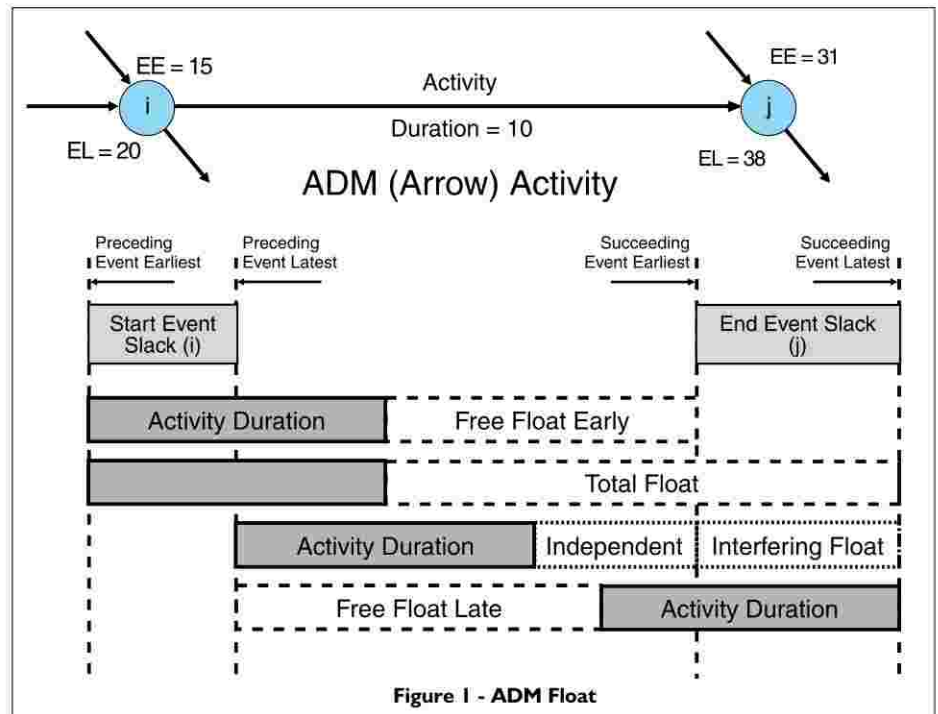 EE = 15
EE = 31
i
Activity
j
Duration = 10
EL = 20
EL = 38
ADM (Arrow) Activity
Preceding
Event Earliest
Preceding
Event Latest
Succeeding
Event Earliest
Succeeding
Event Latest
Start Event
Slack (i)
End Event Slack
(j)
Activity Duration
Free Float Early
Total Float
Activity Duration
Independent
Interfering Float
Free Float Late
Activity Duration
Figure 1 - ADM Float